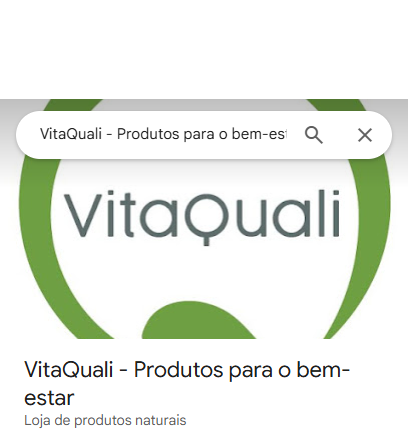 VitaQuali - Produtos para o bem-est
VitaQuali
VitaQuali - Produtos para o bem-
estar
Loja de produtos naturais